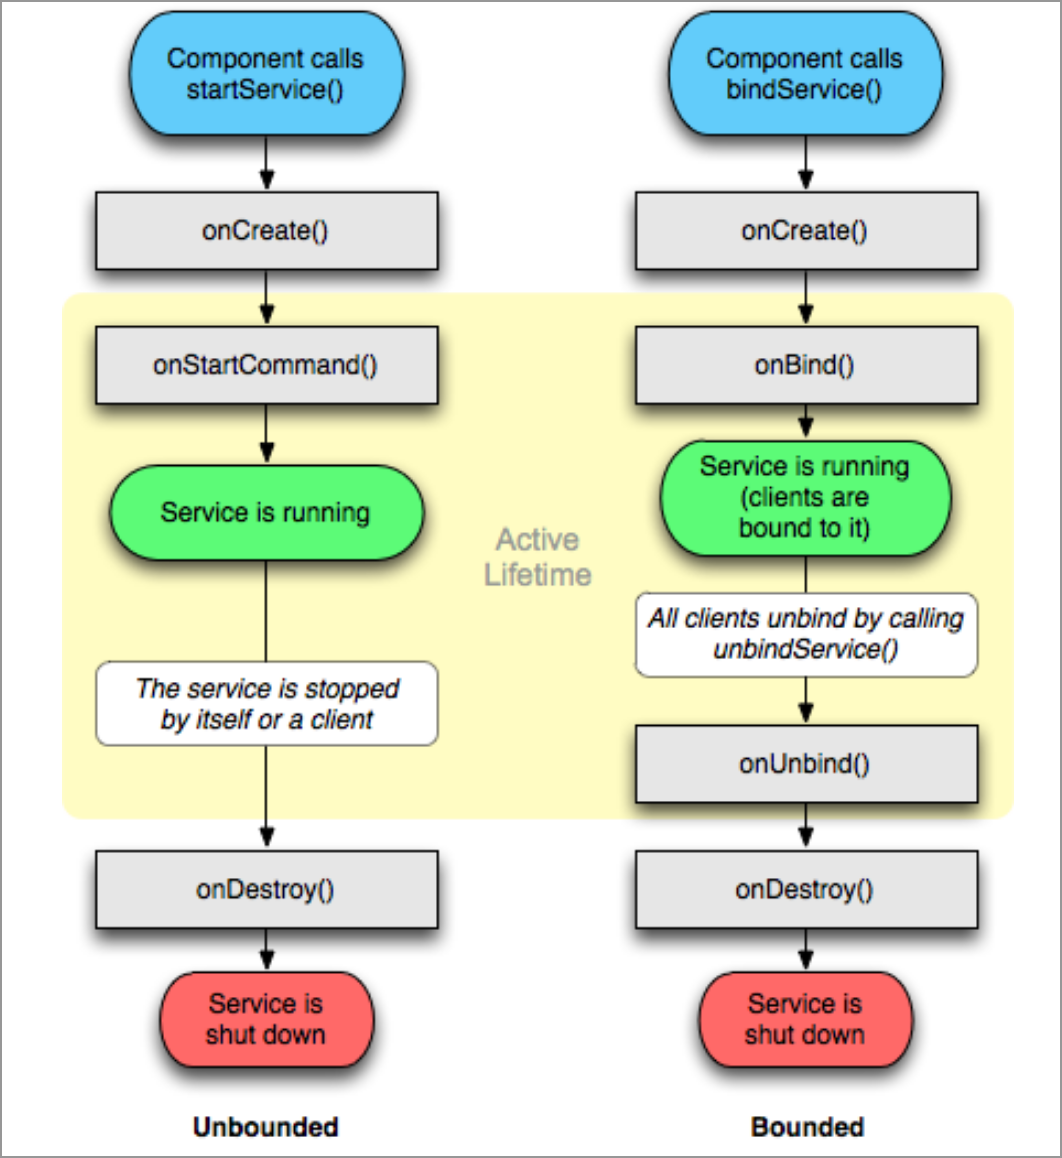 Component calls
startService()
onCreate()
onStartCommand()
Service is running
The service is stopped
by itself or a client
onDestroy()
Service is
shut down
Unbounded
Active
Lifetime
Component calls
bindService()
onCreate()
onBind()
Service is running
(clients are
bound to it)
All clients unbind by calling
unbindService()
onUnbind()
onDestroy()
Service is
shut down
Bounded